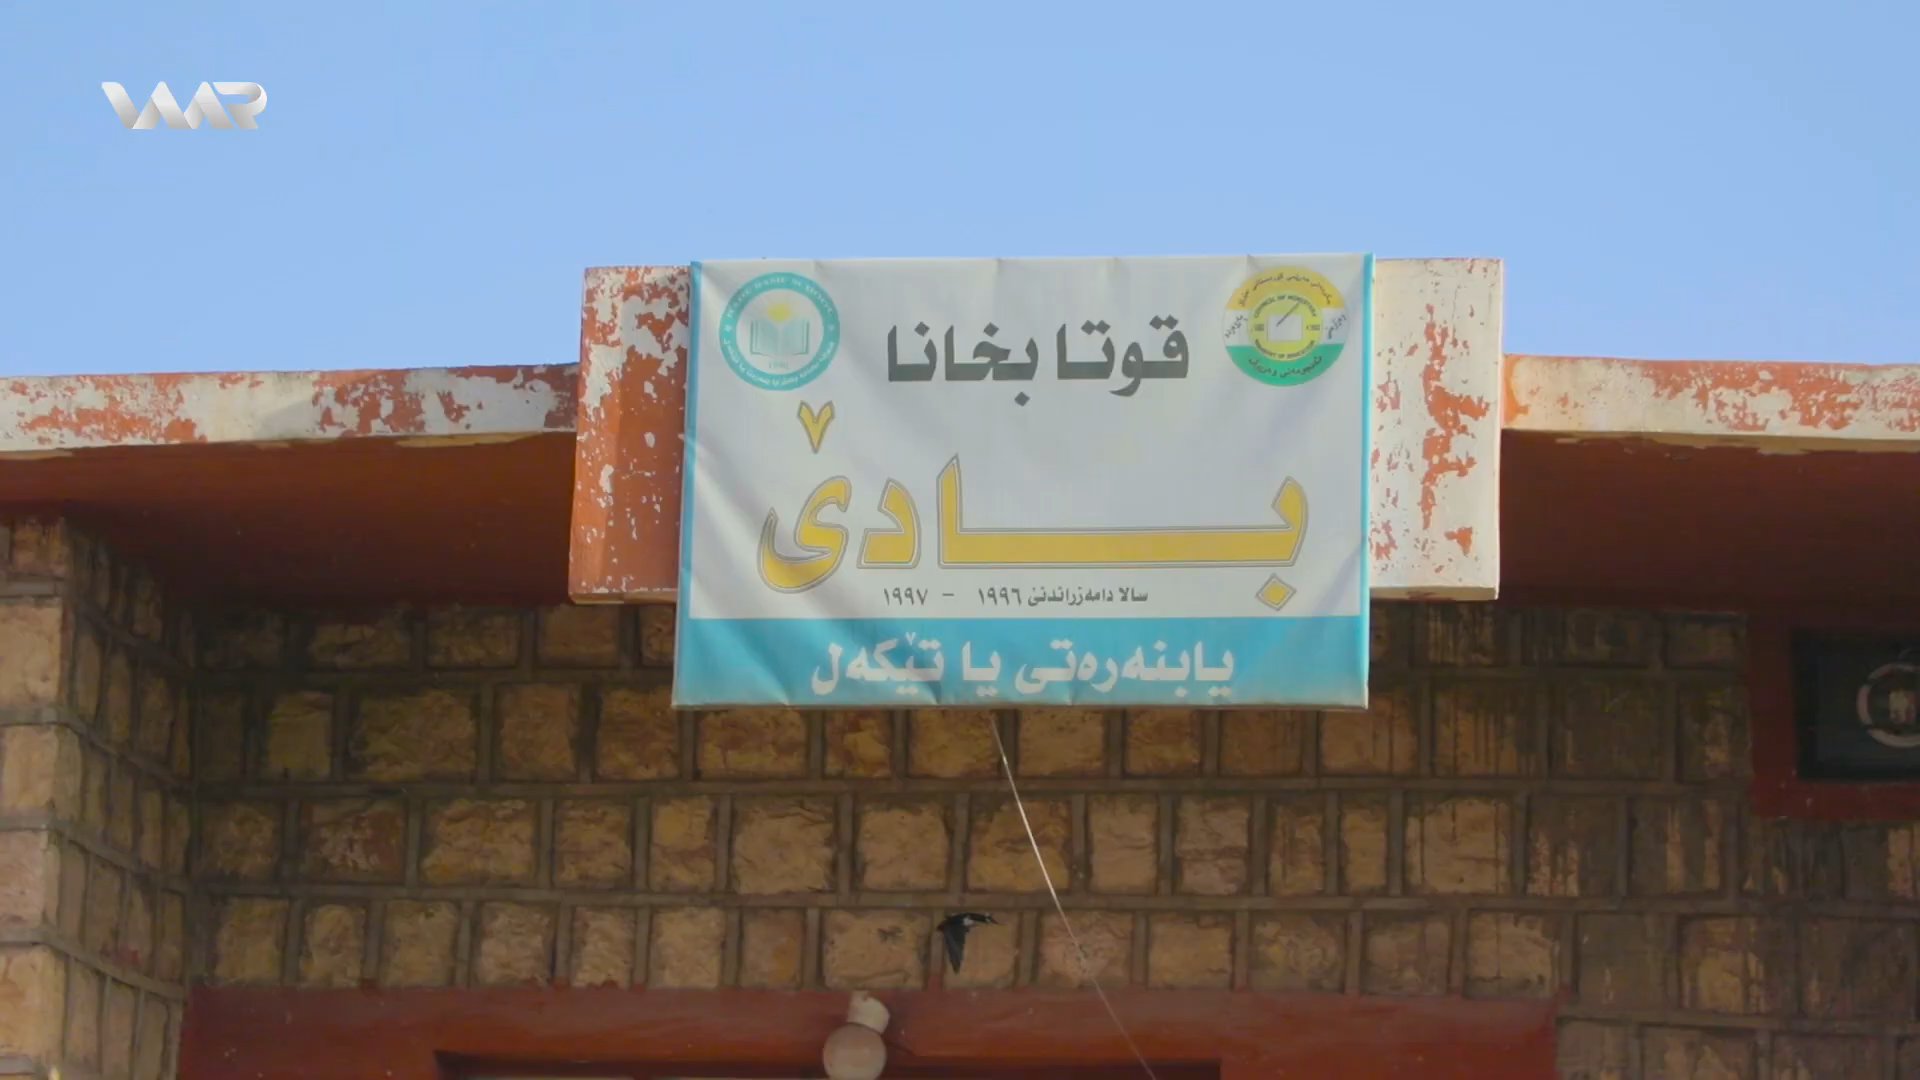 VAAR
قوتا بخانا
بادێ
سالا دامەزراندنێ ١٩٩٦ - ١٩٩٧
یابنەرەتی یا تێکەل